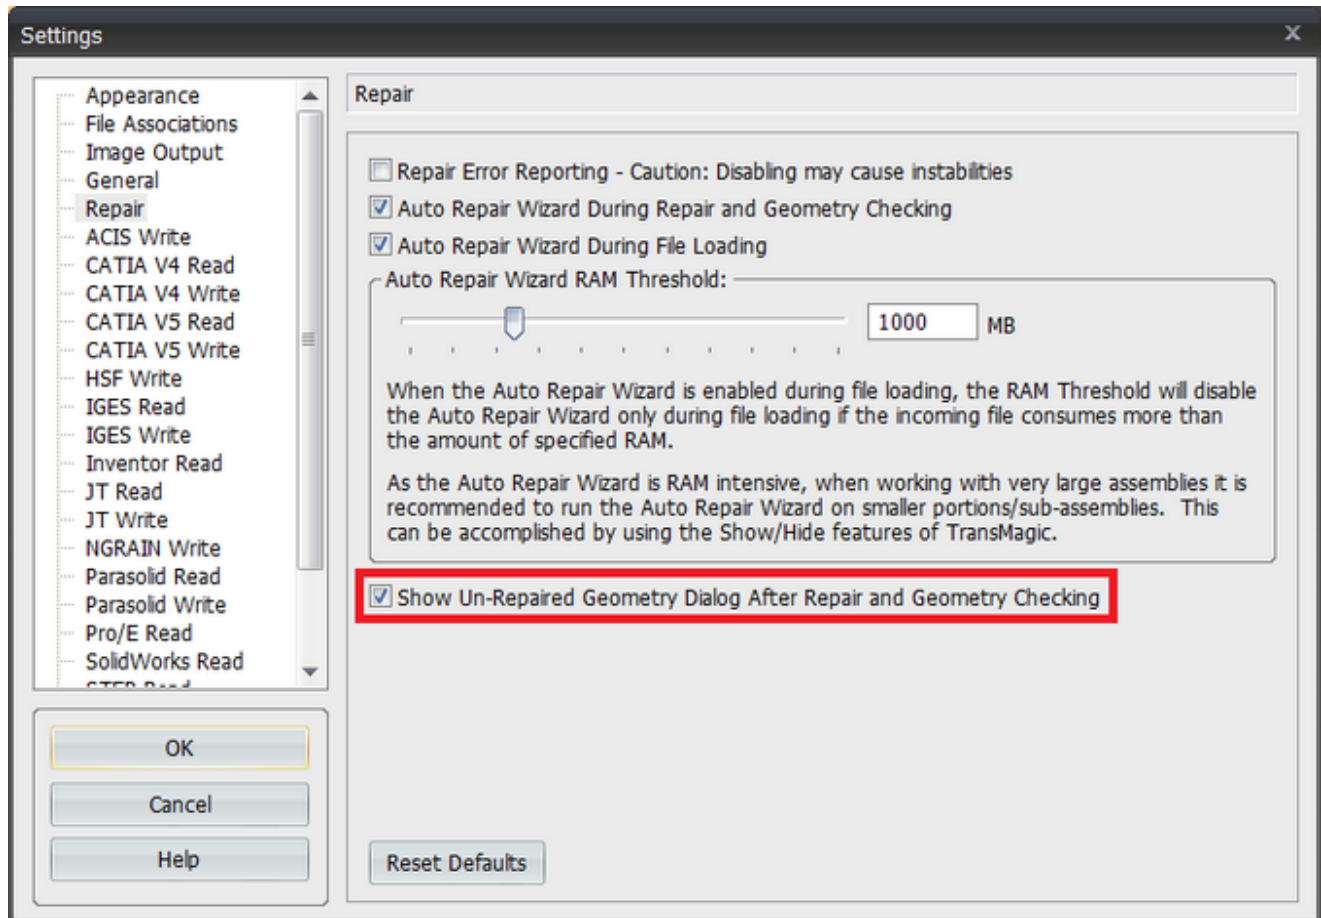 Settings
x
Appearance
File Associations
Image Output
General
Repair
ACIS Write
CATIA V4 Read
CATIA V4 Write
CATIA V5 Read
CATIA V5 Write
HSF Write
IGES Read
IGES Write
Inventor Read
JT Read
JT Write
NGRAIN Write
Parasolid Read
Parasolid Write
Pro/E Read
SolidWorks Read
OK
Cancel
Help
Repair
Repair Error Reporting - Caution: Disabling may cause instabilities
Auto Repair Wizard During Repair and Geometry Checking
Auto Repair Wizard During File Loading
Auto Repair Wizard RAM Threshold:
1000 MB
When the Auto Repair Wizard is enabled during file loading, the RAM Threshold will disable
the Auto Repair Wizard only during file loading if the incoming file consumes more than
the amount of specified RAM.
As the Auto Repair Wizard is RAM intensive, when working with very large assemblies it is
recommended to run the Auto Repair Wizard on smaller portions/sub-assemblies. This
can be accomplished by using the Show/Hide features of TransMagic.
Show Un-Repaired Geometry Dialog After Repair and Geometry Checking
Reset Defaults